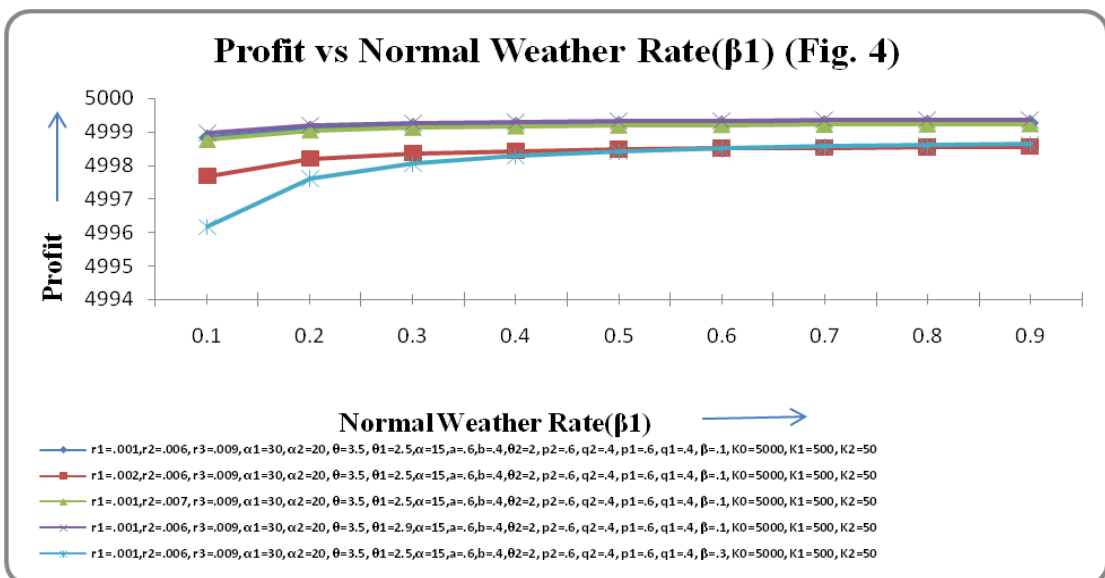 Profit vs Normal Weather Rate(β1) (Fig. 4)
5000
4999
4998
4997
4996
4995
4994
Profit
0.1 0.2 0.3 0.4 0.5 0.6 0.7 0.8 0.9
Normal Weather Rate(β1)
r1=.001,r2=.006, r3=.009, α1=30, α2=20, θ=3.5, θ1=2.5,α=15,a=.6,b=.4,θ2=2, p2=.6, q2=.4, p1=.6, q1=.4, β=.1, K0=5000, K1=500, K2=50
r1=.002,r2=.006, r3=.009, α1=30, α2=20, θ=3.5, θ1=2.5,α=15,a=.6,b=.4,θ2=2, p2=.6, q2=.4, p1=.6, q1=.4, β=.1, K0=5000, K1=500, K2=50
r1=.001,r2=.007, r3=.009, α1=30, α2=20, θ=3.5, θ1=2.5,α=15,a=.6,b=.4,θ2=2, p2=.6, q2=.4, p1=.6, q1=.4, β=.1, K0=5000, K1=500, K2=50
r1=.001,r2=.006, r3=.009, α1=30, α2=20, θ=3.5, θ1=2.9,α=15,a=.6,b=.4,θ2=2, p2=.6, q2=.4, p1=.6, q1=.4, β=.1, K0=5000, K1=500, K2=50
r1=.001,r2=.006, r3=.009, α1=30, α2=20, θ=3.5, θ1=2.5,α=15,a=.6,b=.4,θ2=2, p2=.6, q2=.4, p1=.6, q1=.4, β=.3, K0=5000, K1=500, K2=50